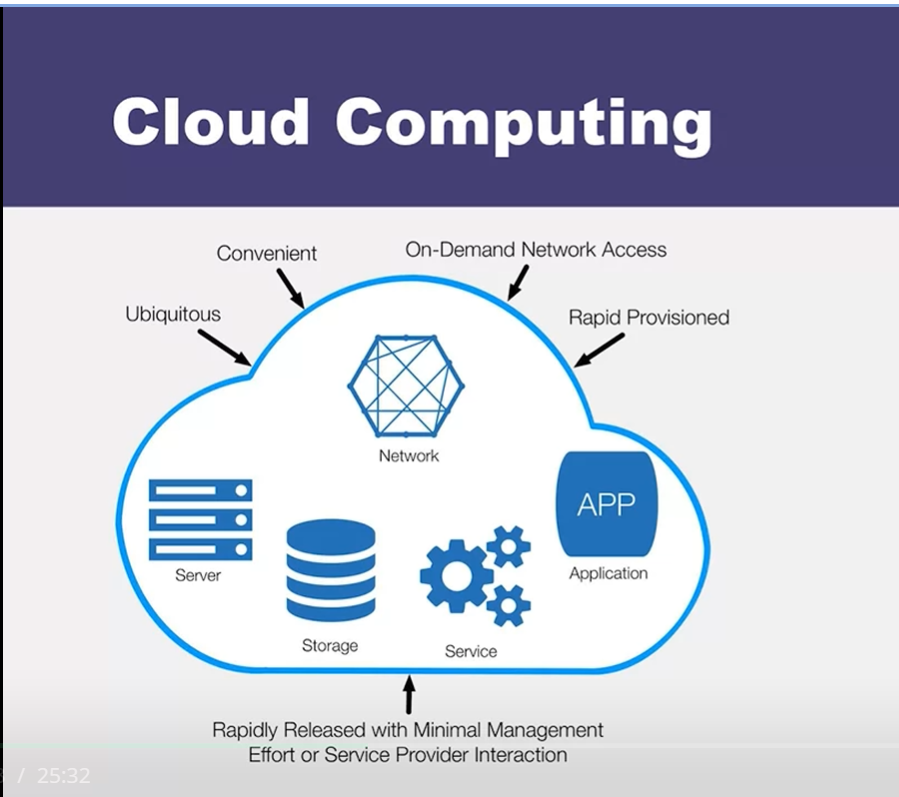 Cloud Computing
Convenient
On-Demand Network Access
Ubiquitous
Rapid Provisioned
Network
APP
Server
Application
Storage
Service
Rapidly Released with Minimal Management
Effort or Service Provider Interaction
/ 25:32